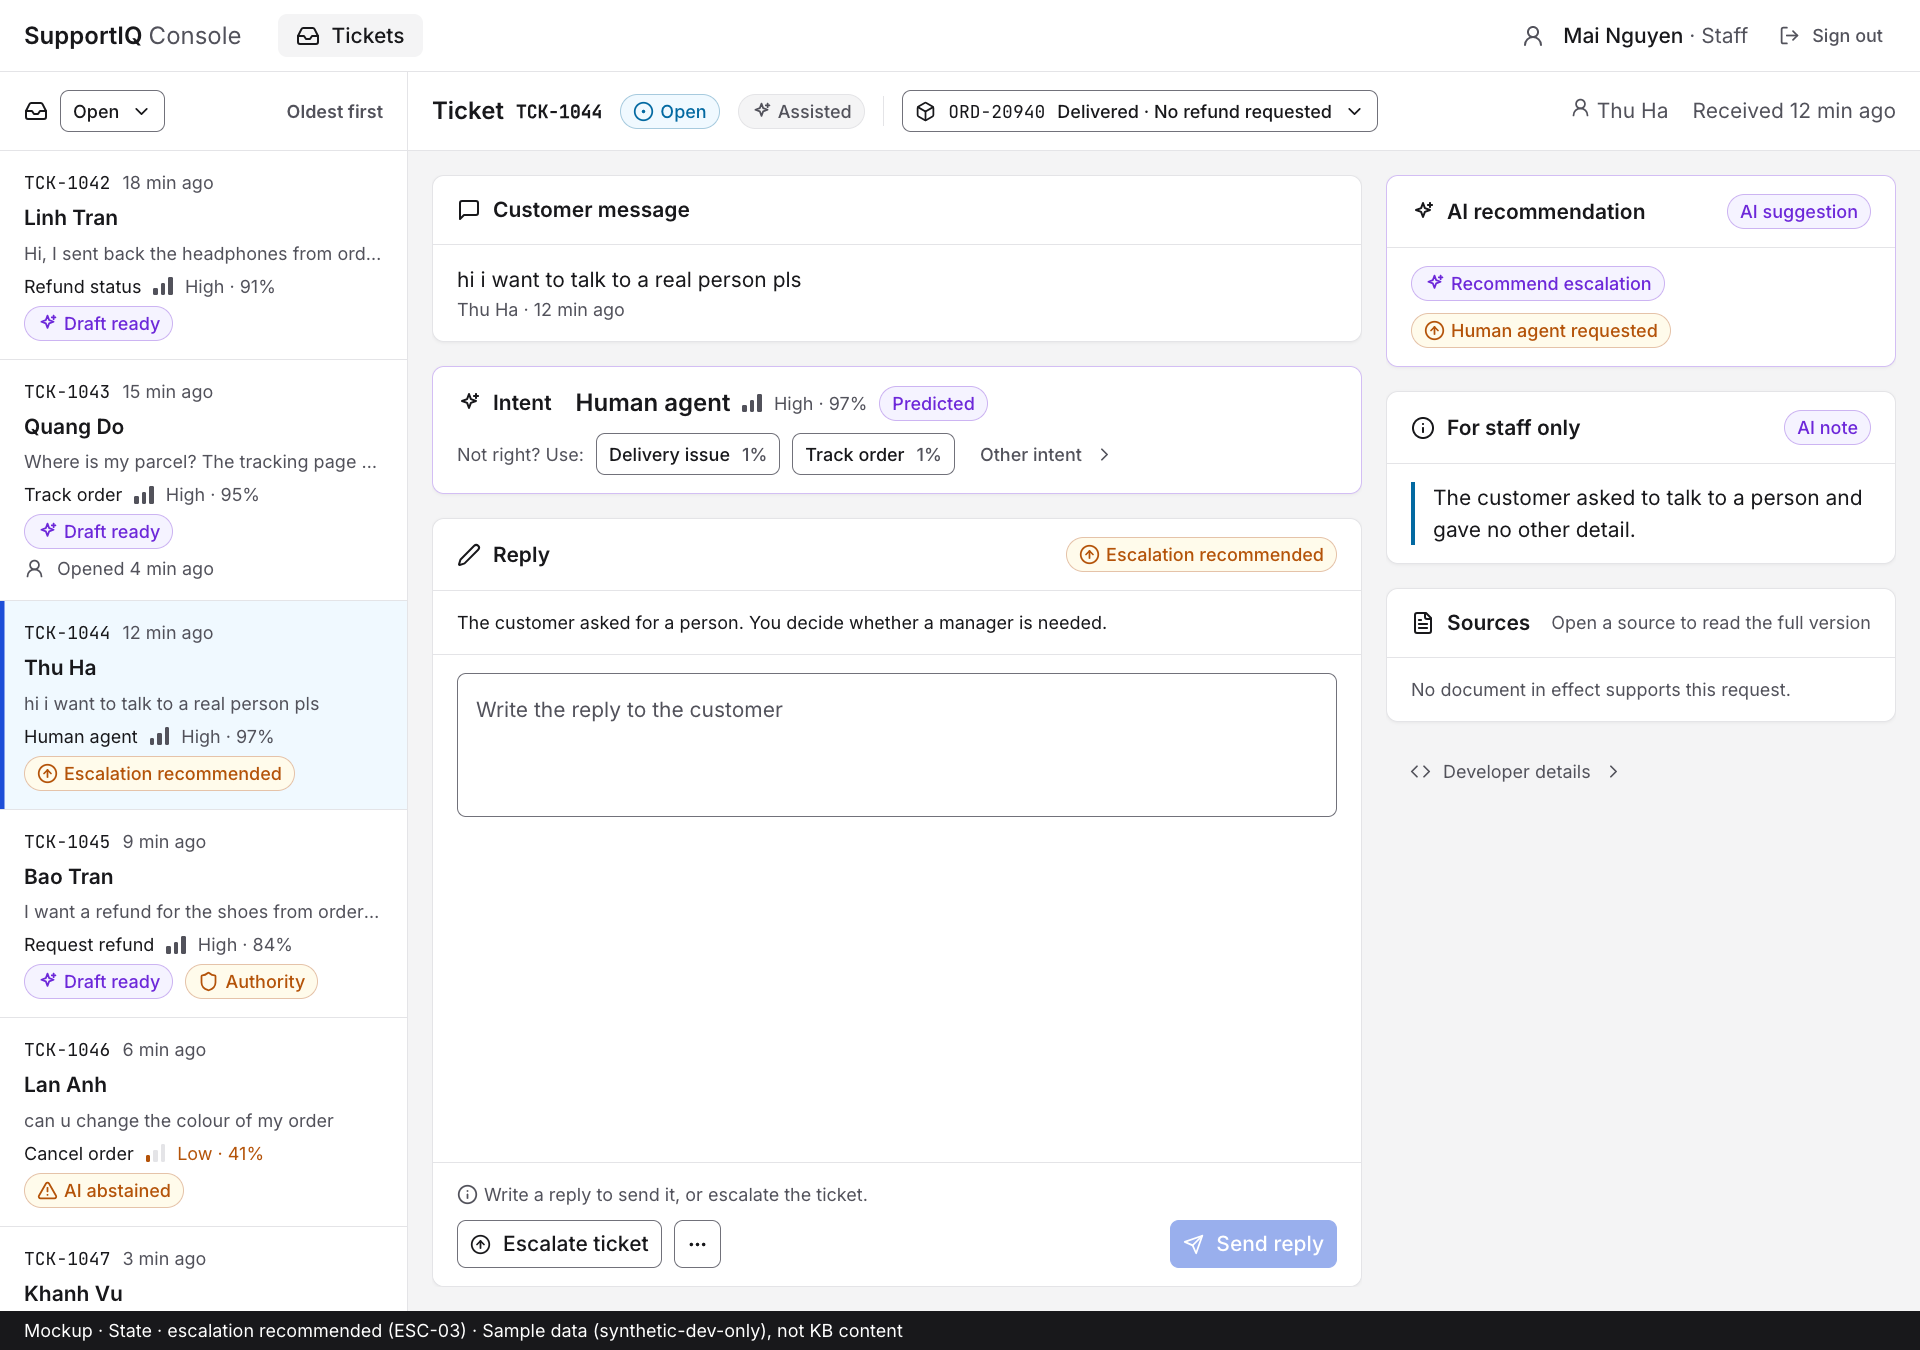 SupportIQ Console
Tickets
Mai Nguyen · Staff
Sign out
Open
Oldest first
TCK-1042 18 min ago
Linh Tran
Hi, I sent back the headphones from ord...
Refund status High · 91%
Draft ready
TCK-1043 15 min ago
Quang Do
Where is my parcel? The tracking page ...
Track order High · 95%
Draft ready
Opened 4 min ago
TCK-1044 12 min ago
Thu Ha
hi i want to talk to a real person pls
Human agent High · 97%
Escalation recommended
TCK-1045 9 min ago
Bao Tran
I want a refund for the shoes from order...
Request refund High · 84%
Draft ready Authority
TCK-1046 6 min ago
Lan Anh
can u change the colour of my order
Cancel order Low · 41%
AI abstained
TCK-1047 3 min ago
Khanh Vu
Ticket TCK-1044 Open Assisted ORD-20940 Delivered · No refund requested Thu Ha Received 12 min ago
Customer message
hi i want to talk to a real person pls
Thu Ha · 12 min ago
Intent Human agent High · 97% Predicted
Not right? Use: Delivery issue 1% Track order 1% Other intent
Reply Escalation recommended
The customer asked for a person. You decide whether a manager is needed.
Write the reply to the customer
Write a reply to send it, or escalate the ticket.
Escalate ticket ... Send reply
AI recommendation AI suggestion
Recommend escalation
Human agent requested
For staff only AI note
The customer asked to talk to a person and
gave no other detail.
Sources Open a source to read the full version
No document in effect supports this request.
Developer details
Mockup · State · escalation recommended (ESC-03) · Sample data (synthetic-dev-only), not KB content